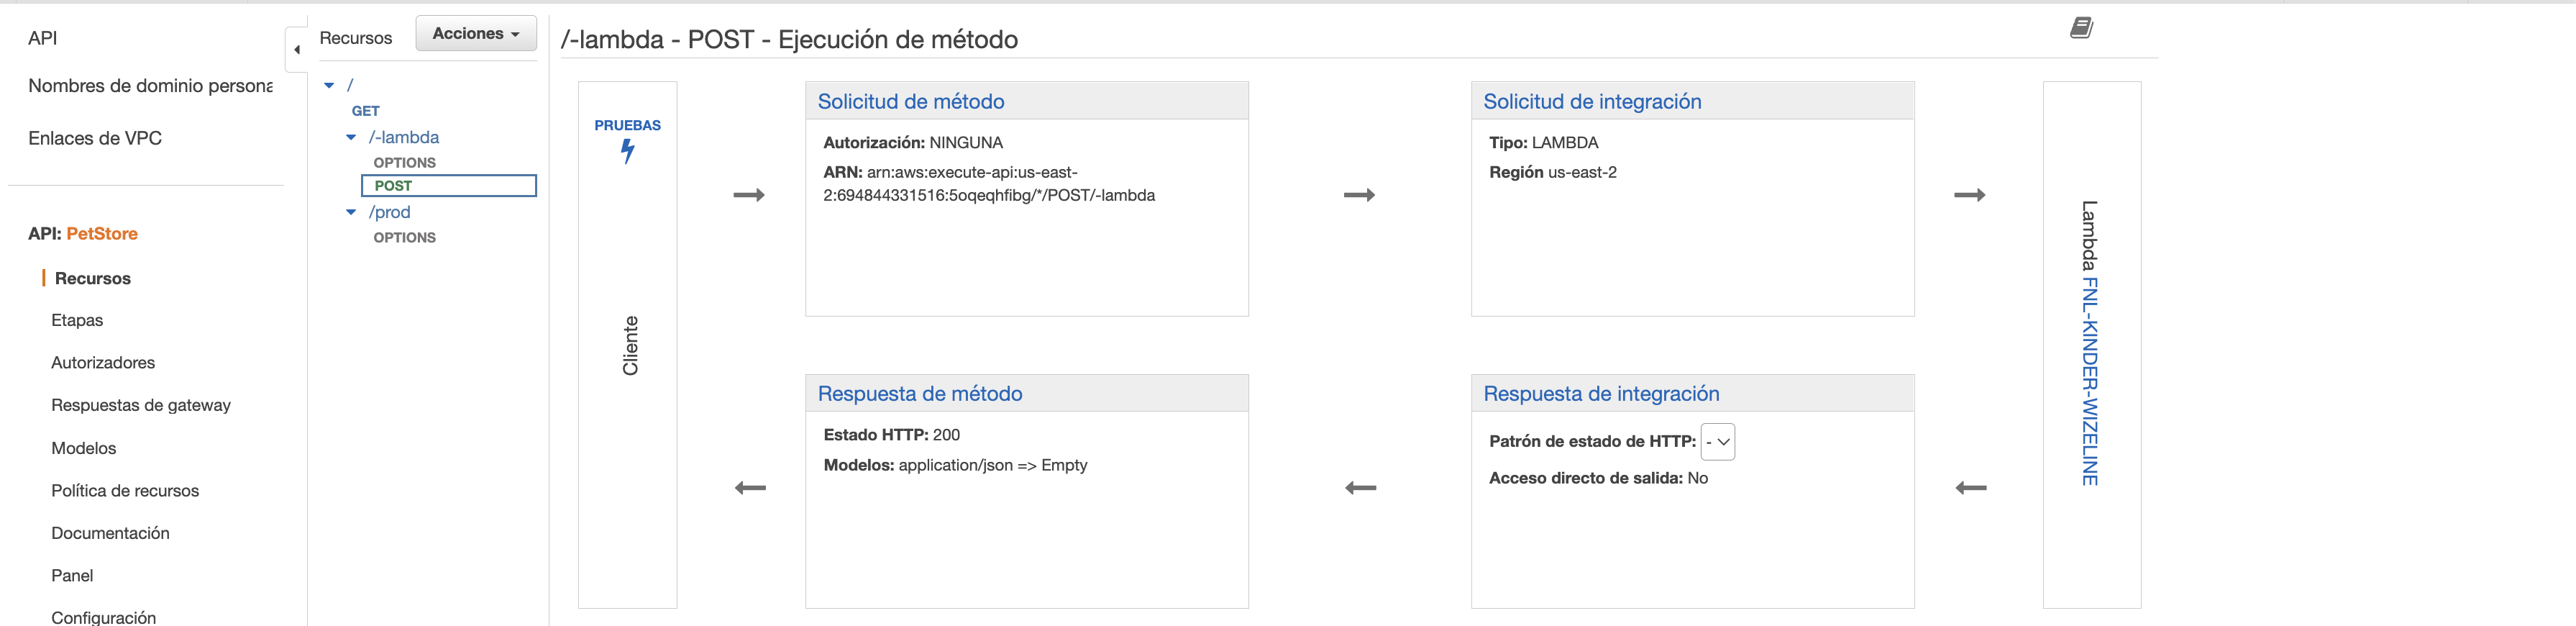 API
Nombres de dominio persona
Enlaces de VPC
API: PetStore
Recursos
Etapas
Autorizadores
Respuestas de gateway
Modelos
Política de recursos
Documentación
Panel
Configuración
Recursos
Acciones
/
GET
/-lambda
OPTIONS
POST
/prod
OPTIONS
/-lambda - POST - Ejecución de método
PRUEBAS
Cliente
Solicitud de método
Autorización: NINGUNA
ARN: arn:aws:execute-api:us-east-
2:694844331516:5oqeqhfibg/*/POST/-lambda
Solicitud de integración
Tipo: LAMBDA
Región us-east-2
Lambda FNL-KINDER-WIZELINE
Respuesta de método
Estado HTTP: 200
Modelos: application/json => Empty
Respuesta de integración
Patrón de estado de HTTP: -
Acceso directo de salida: No